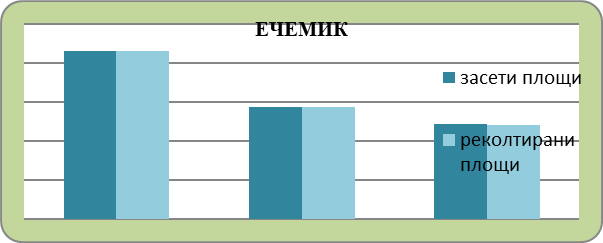 ЕЧЕМИК
засети площи
реколтирани
площи